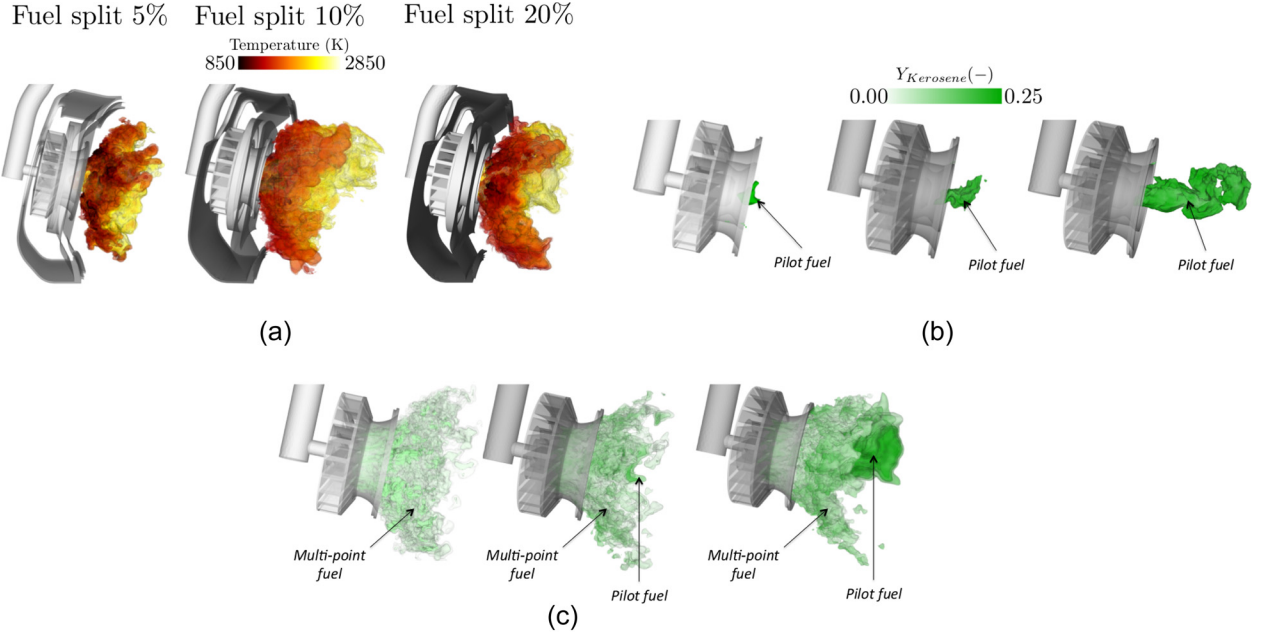 Fuel split 5%
Fuel split 10%
Fuel split 20%
Temperature (K)
850
2850
Y_Kerosene(−)
0.00
0.25
Pilot fuel
Pilot fuel
Pilot fuel
(a)
(b)
Multi-point
fuel
Multi-point
fuel
Pilot fuel
Multi-point
fuel
Pilot fuel
(c)